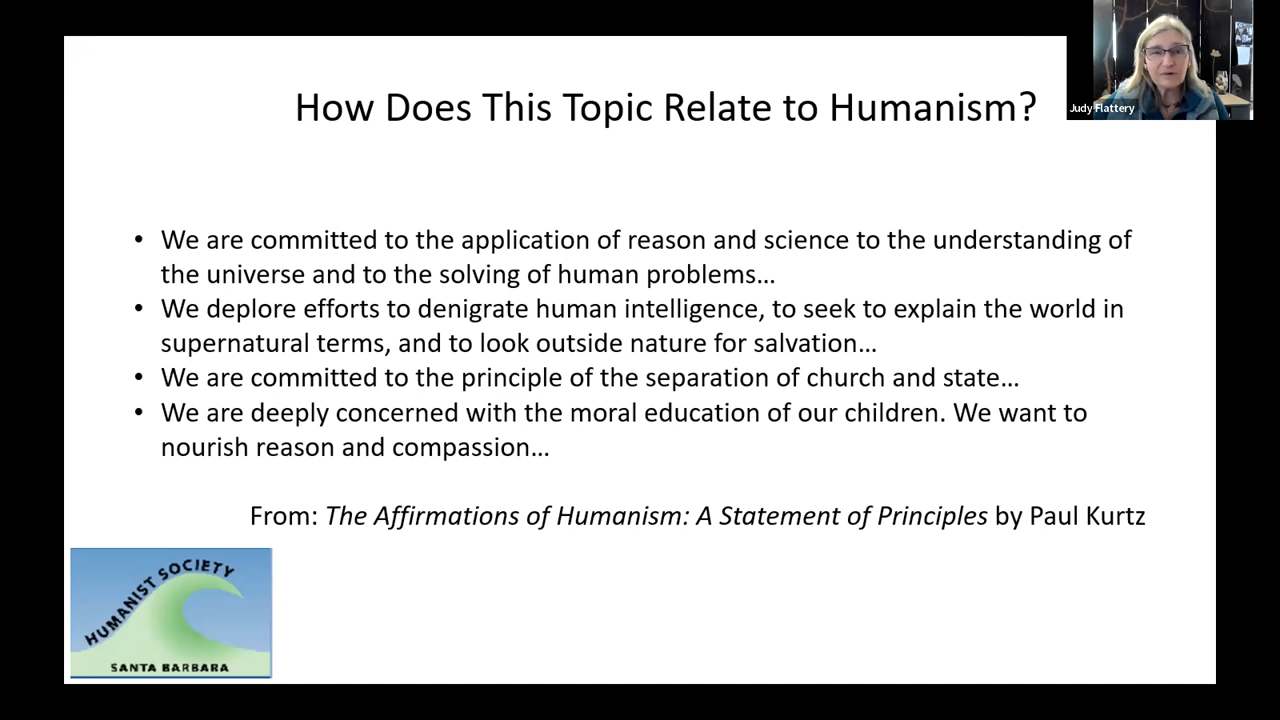 How Does This Topic Relate to Humanism?
Judy Flattery
• We are committed to the application of reason and science to the understanding of
the universe and to the solving of human problems…
• We deplore efforts to denigrate human intelligence, to seek to explain the world in
supernatural terms, and to look outside nature for salvation…
• We are committed to the principle of the separation of church and state…
• We are deeply concerned with the moral education of our children. We want to
nourish reason and compassion…
From: The Affirmations of Humanism: A Statement of Principles by Paul Kurtz
HUMANIST SOCIETY
SANTA BARBARA